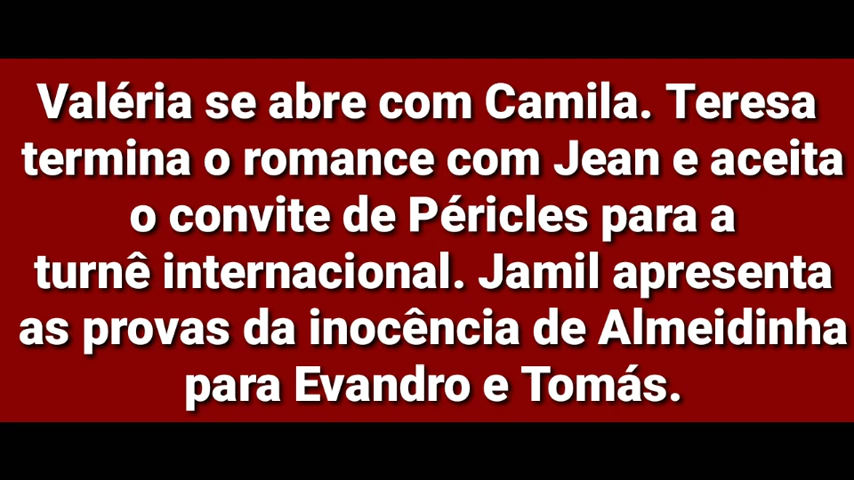 Valéria se abre com Camila. Teresa
termina o romance com Jean e aceita
o convite de Péricles para a
turnê internacional. Jamil apresenta
as provas da inocência de Almeidinha
para Evandro e Tomás.